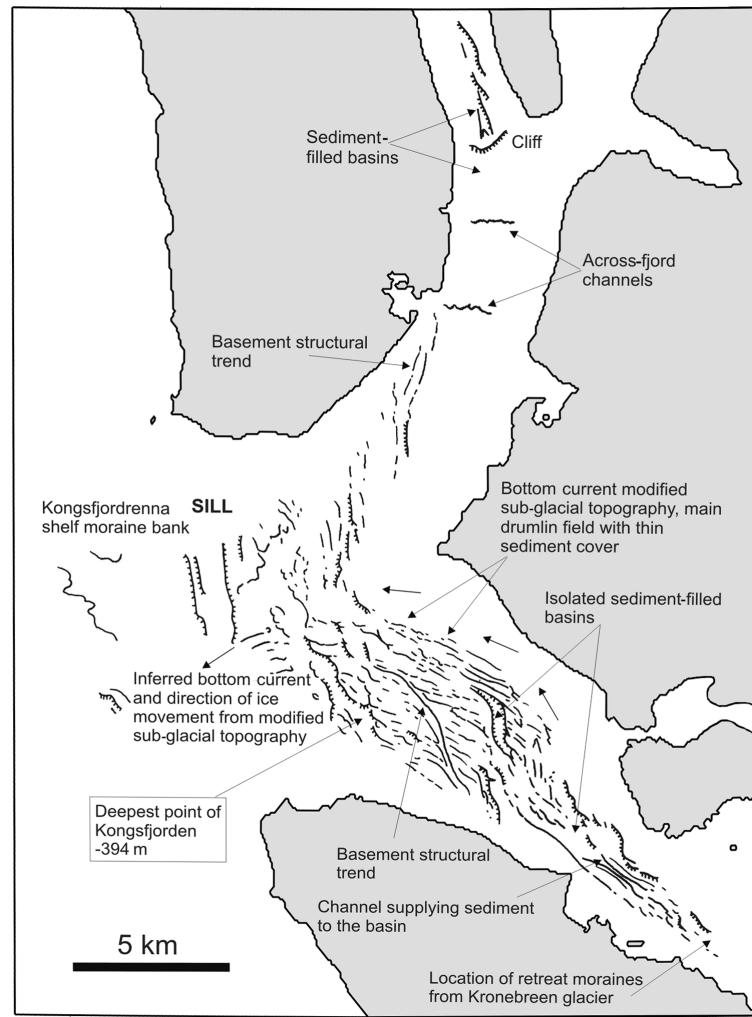 Sediment-
filled basins
Cliff
Across-fjord
channels
Basement structural
trend
Bottom current modified
sub-glacial topography, main
drumlin field with thin
sediment cover
Kongsfjordrenna
shelf moraine bank
SILL
Isolated sediment-filled
basins
Inferred bottom current
and direction of ice
movement from modified
sub-glacial topography
Deepest point of
Kongsfjorden
-394 m
Basement structural
trend
Channel supplying sediment
to the basin
5 km
Location of retreat moraines
from Kronebreen glacier